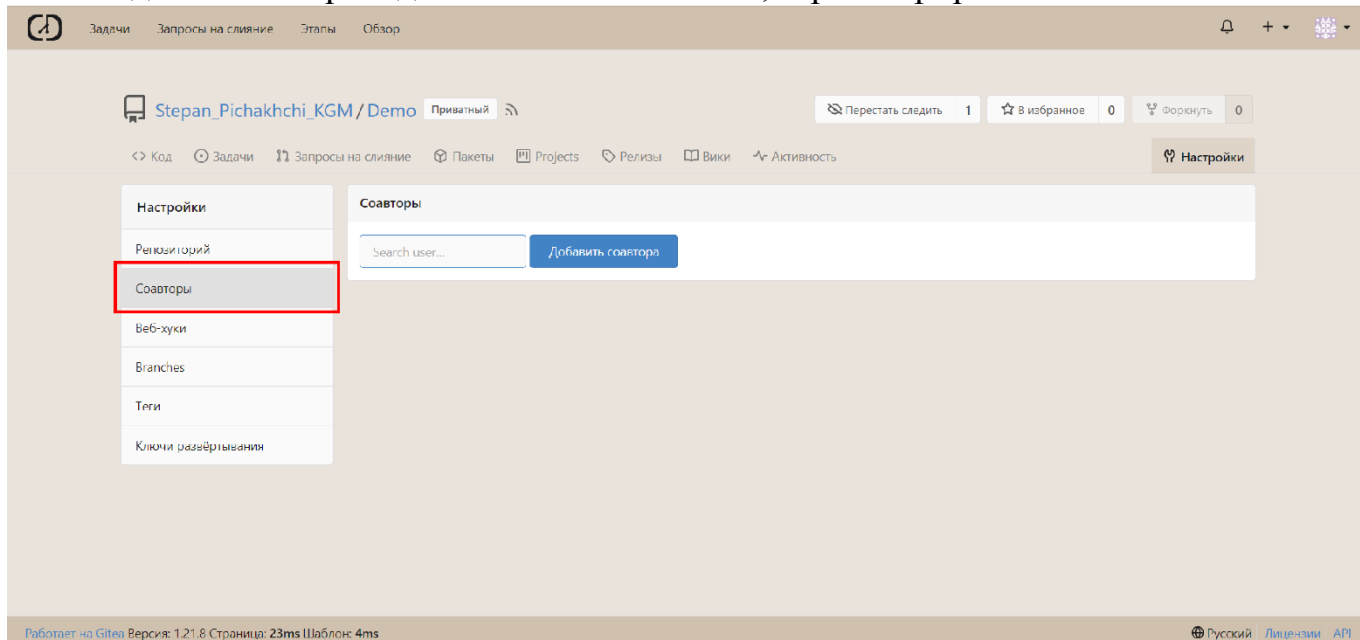 Задачи Запросы на слияние Этапы Обзор
Stepan_Pichakhchi_KGM / Demo Приватный Перестать следить 1 В избранное 0 Форкнуть 0
Код Задачи Запросы на слияние Пакеты Projects Релизы Вики Активность Настройки
Настройки
Репозиторий
Соавторы
Веб-хуки
Branches
Теги
Ключи развёртывания
Соавторы
Search user... Добавить соавтора
Работает на Gitea Версия: 1.21.8 Страница: 23ms Шаблон: 4ms Русский Лицензии API